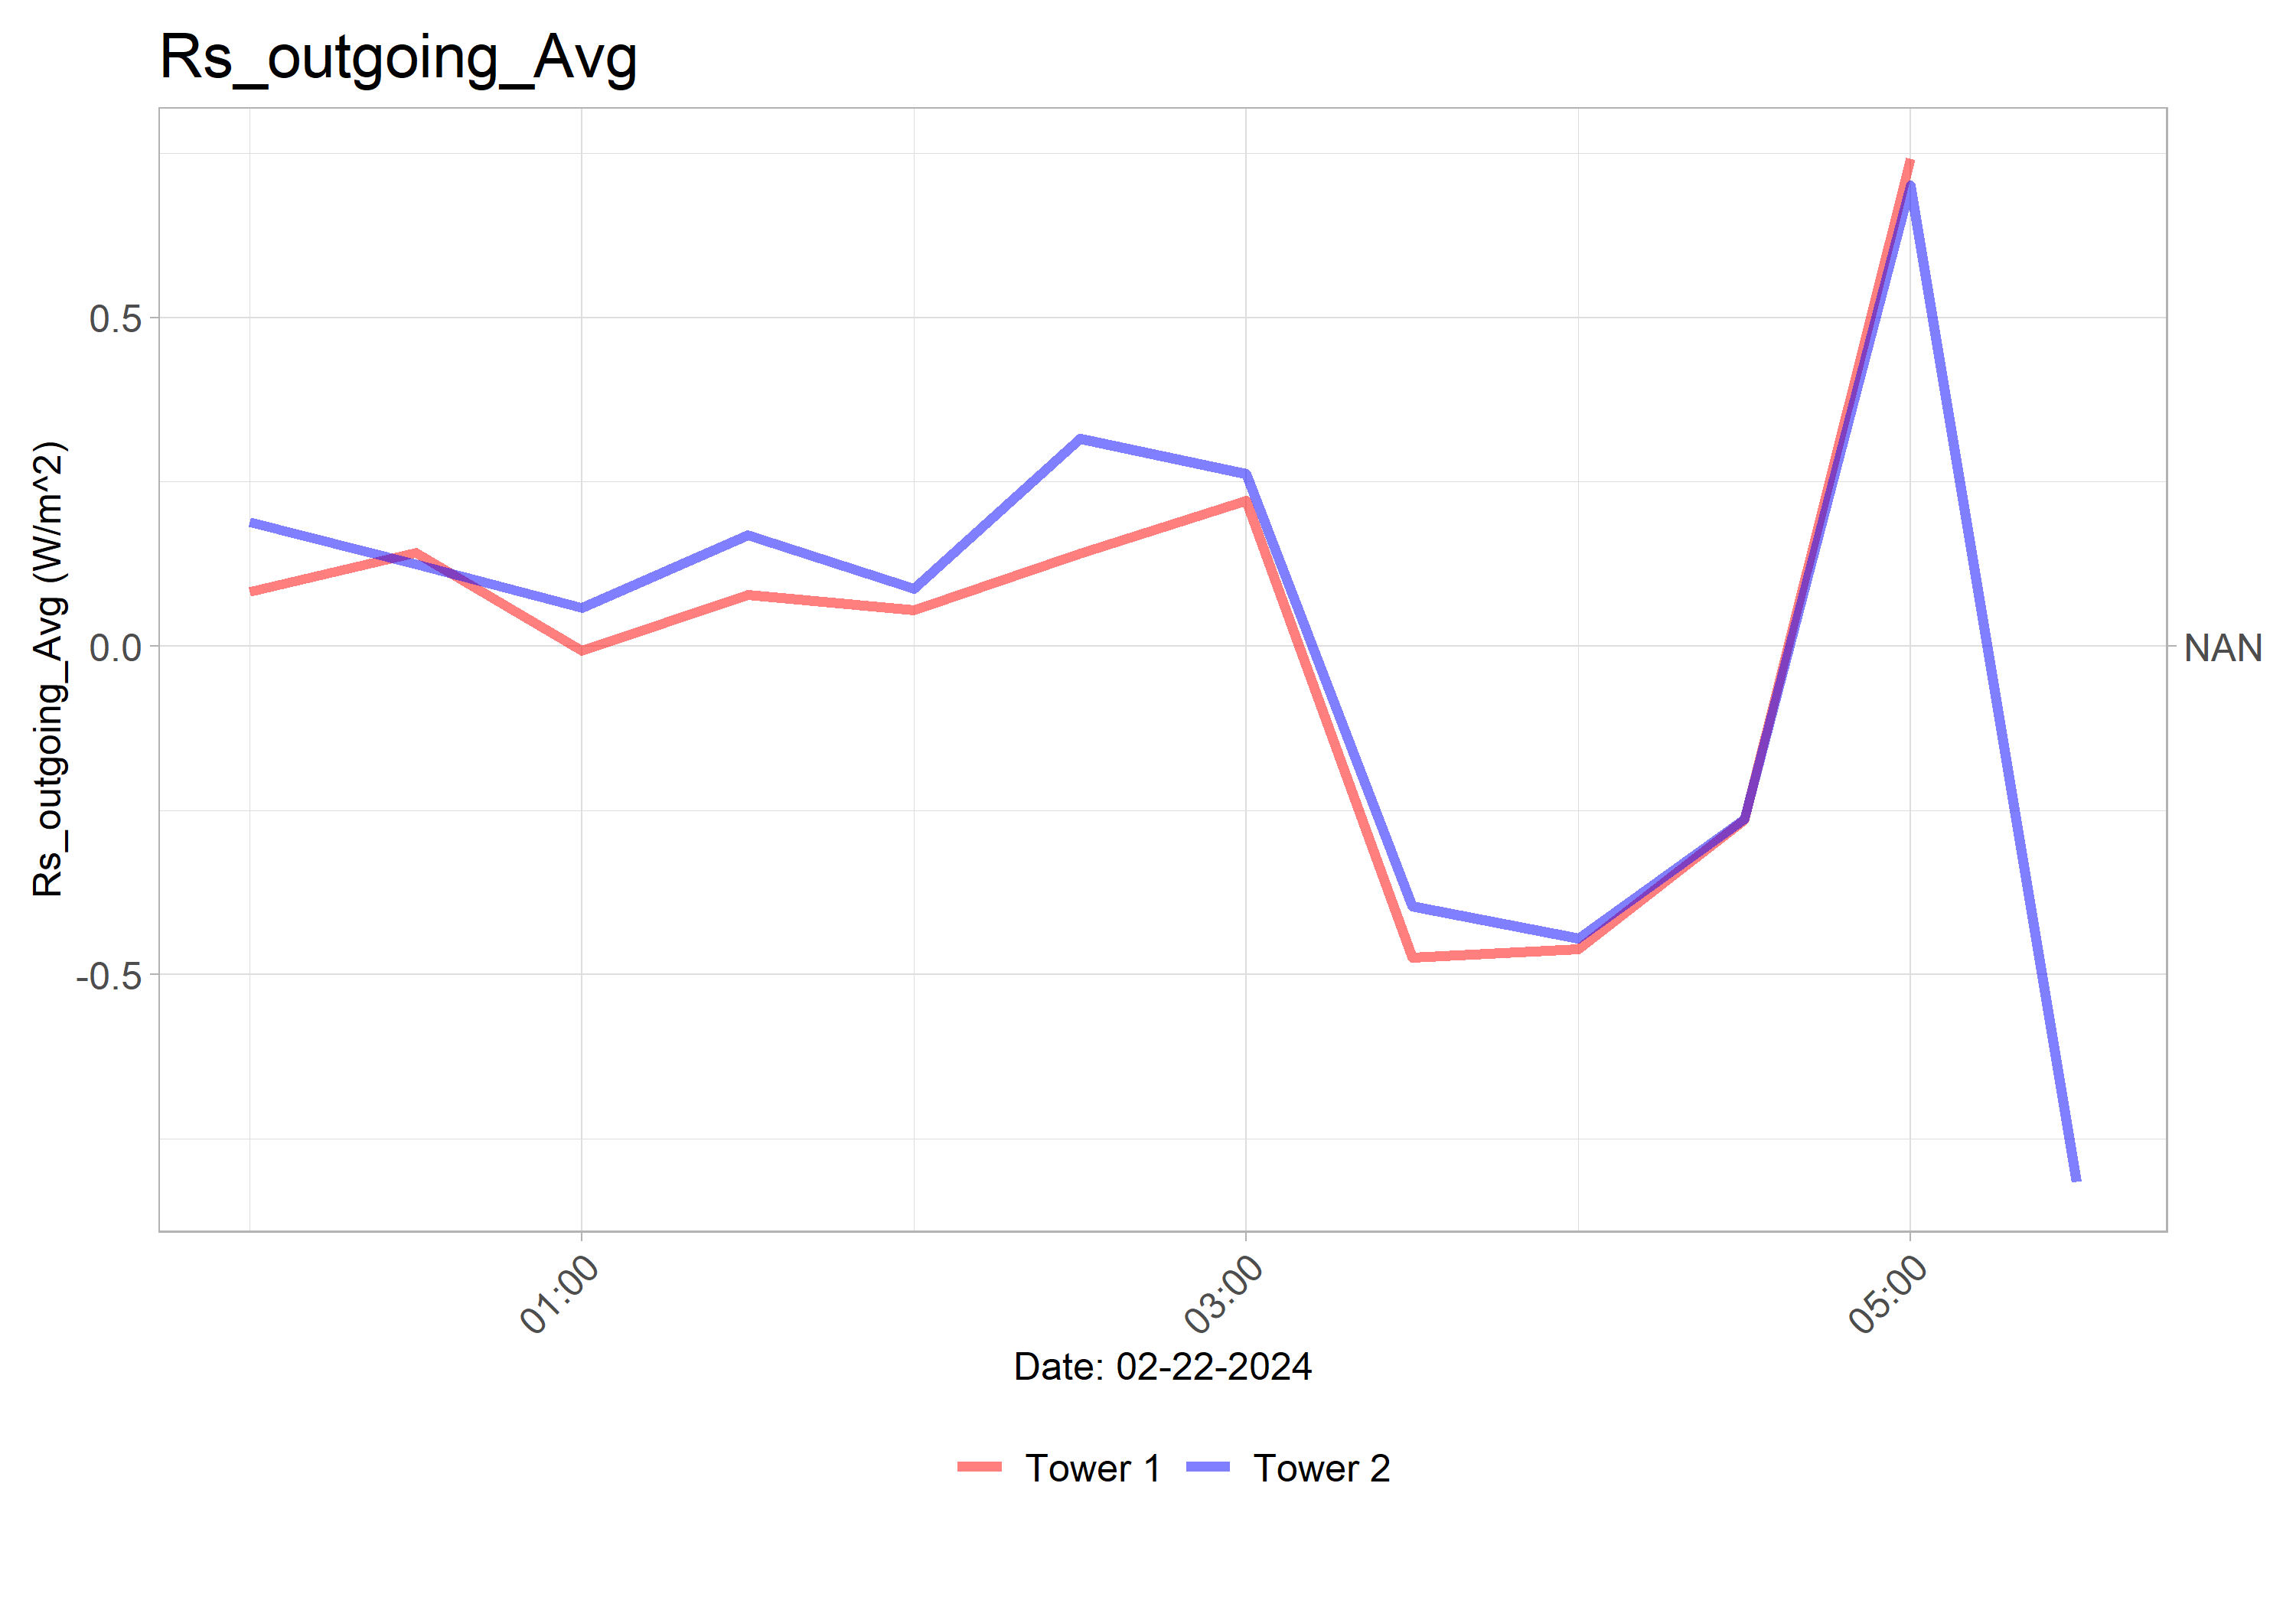 Rs_outgoing_Avg
Rs_outgoing_Avg (W/m^2)
0.5
0.0
-0.5
NAN
01:00
03:00
05:00
Date: 02-22-2024
Tower 1
Tower 2